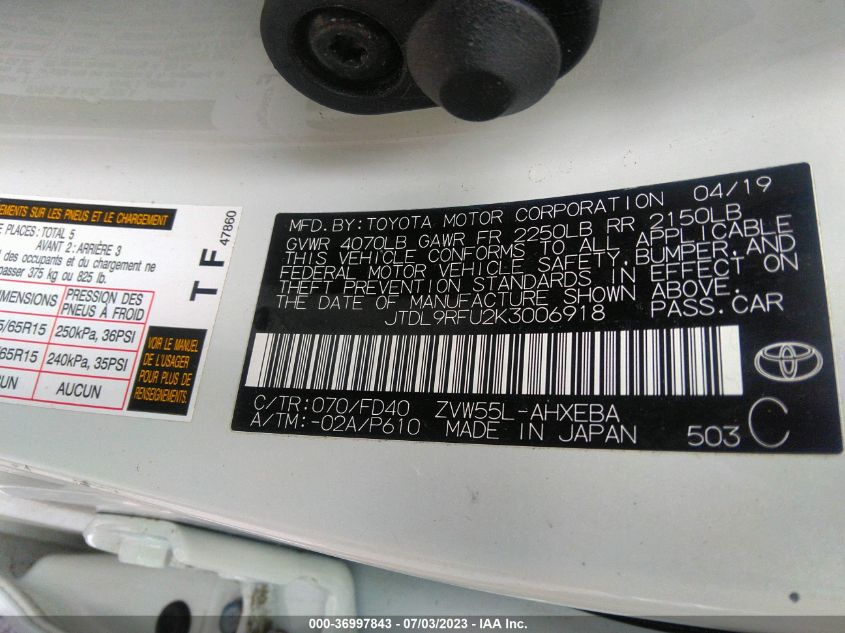 EMENTS SUR LES PNEUS ET LE CHARGEMENT
E PLACES: TOTAL 5
AVANT 2: ARRIÈRE 3
l des occupants et du chargement ne
passer 375 kg ou 825 lb.
IMENSIONS PRESSION DES PNEUS À FROID
5/65R15 250kPa, 36PSI
/65R15 240kPa, 35PSI
CUN AUCUN
VOIR LE MANUEL
DE L'USAGER
POUR PLUS DE
RENSEIGNEMENTS
T F
47860
04/19
MFD. BY: TOYOTA MOTOR CORPORATION
GVWR 4070LB GAWR FR 2250LB RR 2150LB
THIS VEHICLE CONFORMS TO ALL APPLICABLE
FEDERAL MOTOR VEHICLE SAFETY, BUMPER, AND
THEFT PREVENTION STANDARDS IN EFFECT ON
THE DATE OF MANUFACTURE SHOWN ABOVE.
JTDL9RFU2K3006918 PASS. CAR
C/TR: 070/FD40 ZVW55L-AHXEBA
A/TM: -02A/P610 MADE IN JAPAN 503 C
000-36997843 - 07/03/2023 - IAA Inc.